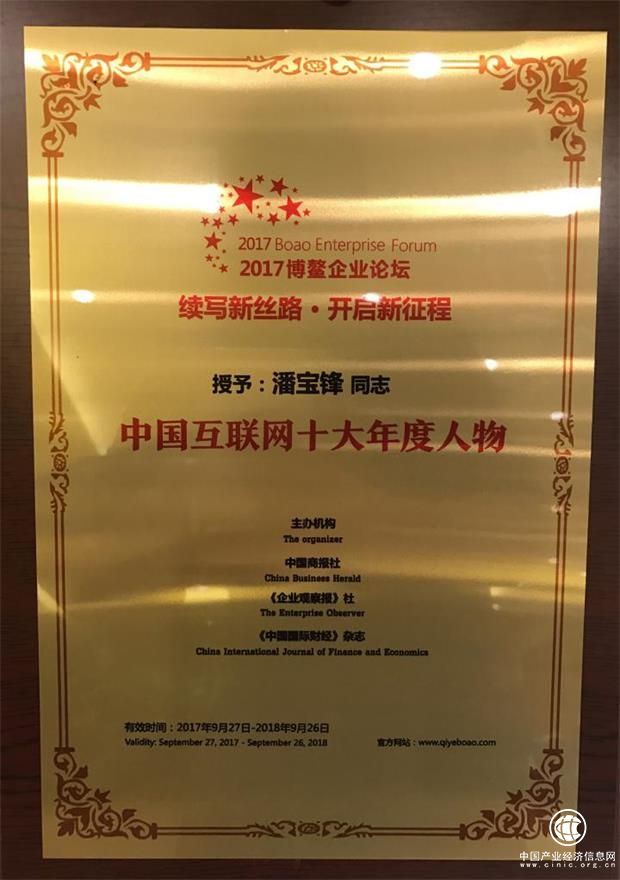 2017 Boao Enterprise Forum
2017博鳌企业论坛
续写新丝路·开启新征程
授予：潘宝锋 同志
中国互联网十大年度人物
主办机构
The organizer
中国商报社
China Business Herald
《企业观察报》社
The Enterprise Observer
《中国国际财经》杂志
China International Journal of Finance and Economics
有效时间：2017年9月27日-2018年9月26日
Validity: September 27, 2017 - September 26, 2018
官方网站：www.qiyeboao.com
中国产业经济信息网
www.cinic.org.cn